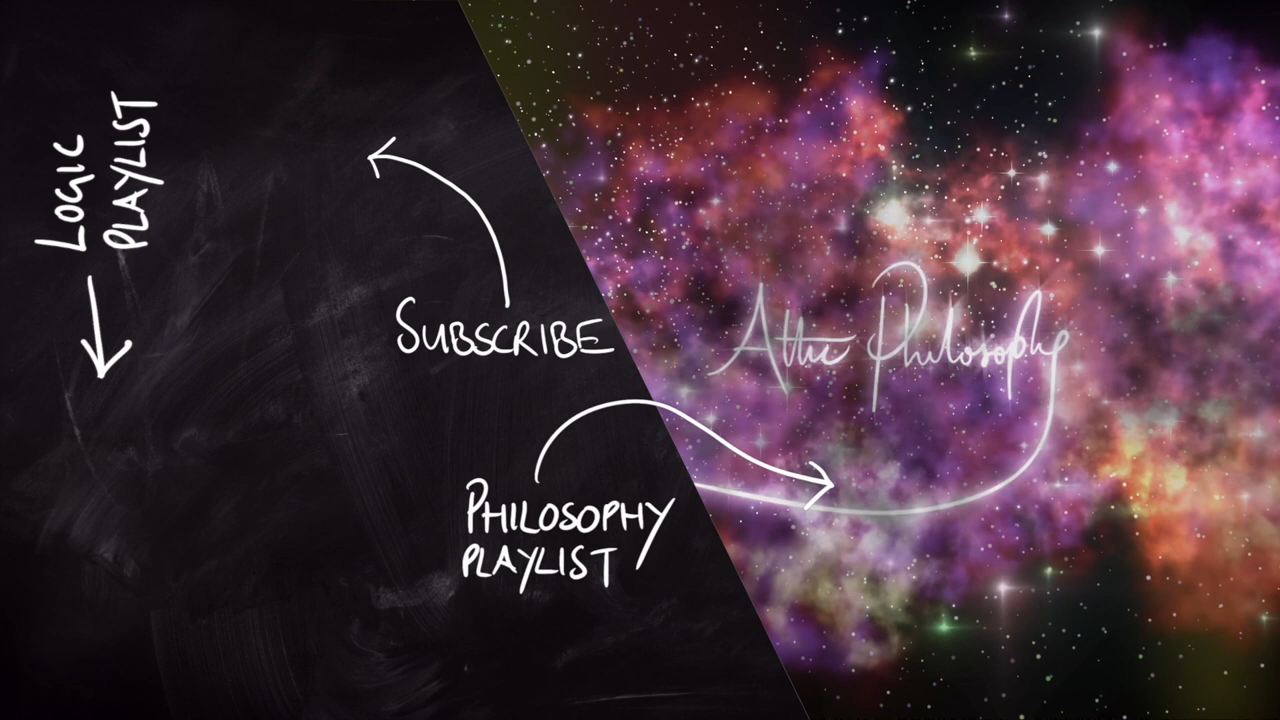 LOGIC
PLAYLIST
SUBSCRIBE
Attic Philosophy
PHILOSOPHY
PLAYLIST